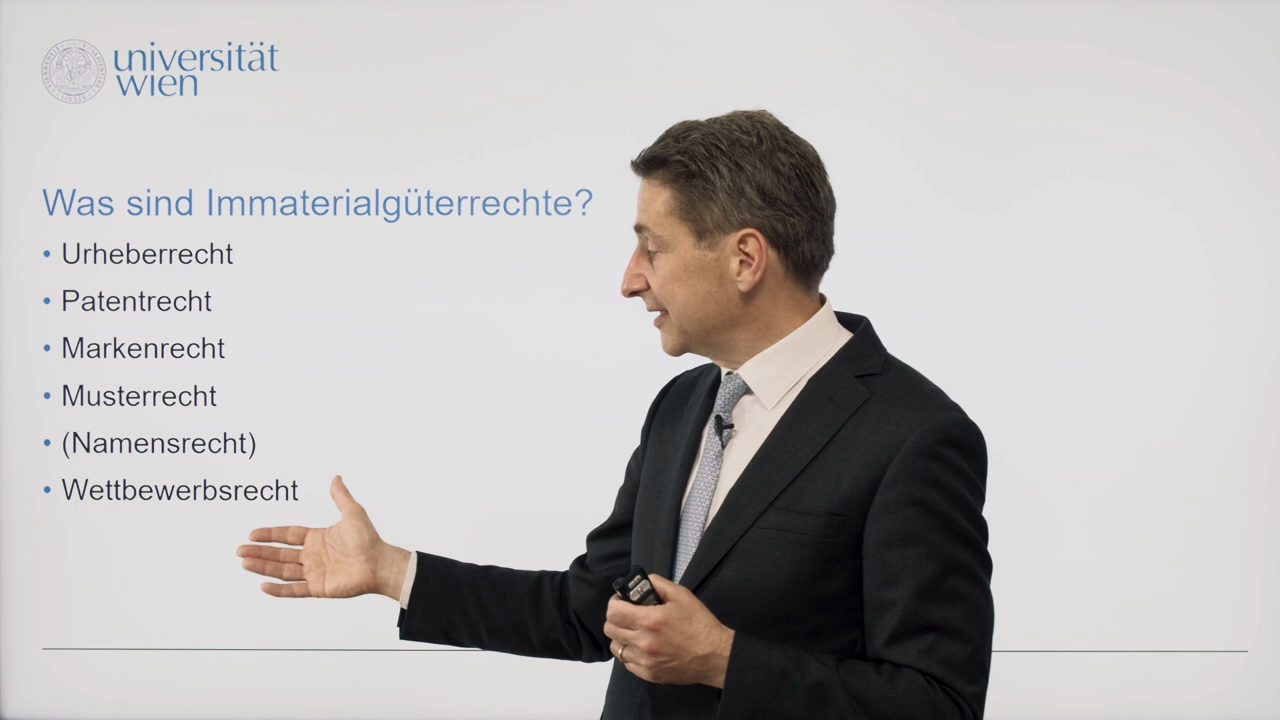 universität
wien
Was sind Immaterialgüterrechte?
• Urheberrecht
• Patentrecht
• Markenrecht
• Musterrecht
• (Namensrecht)
• Wettbewerbsrecht